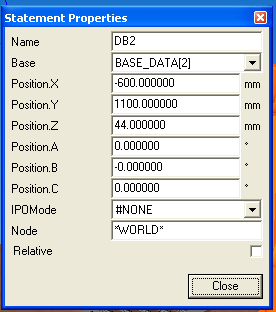 Statement Properties
Name DB2
Base BASE_DATA[2]
Position.X -600.000000 mm
Position.Y 1100.000000 mm
Position.Z 44.000000 mm
Position.A 0.000000 °
Position.B -0.000000 °
Position.C 0.000000 °
IPOMode #NONE
Node *WORLD*
Relative
Close